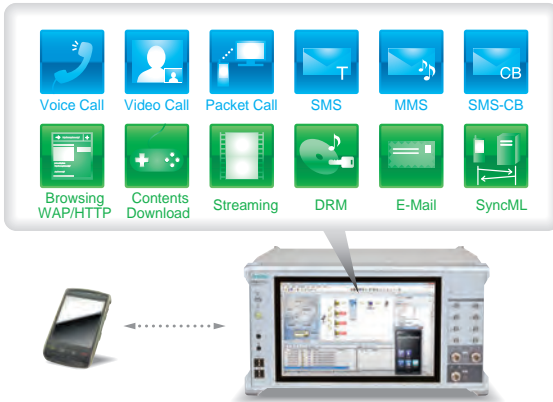 T
CB
Voice Call
Video Call
Packet Call
SMS
MMS
SMS-CB
Browsing
WAP/HTTP
Contents
Download
Streaming
DRM
E-Mail
SyncML